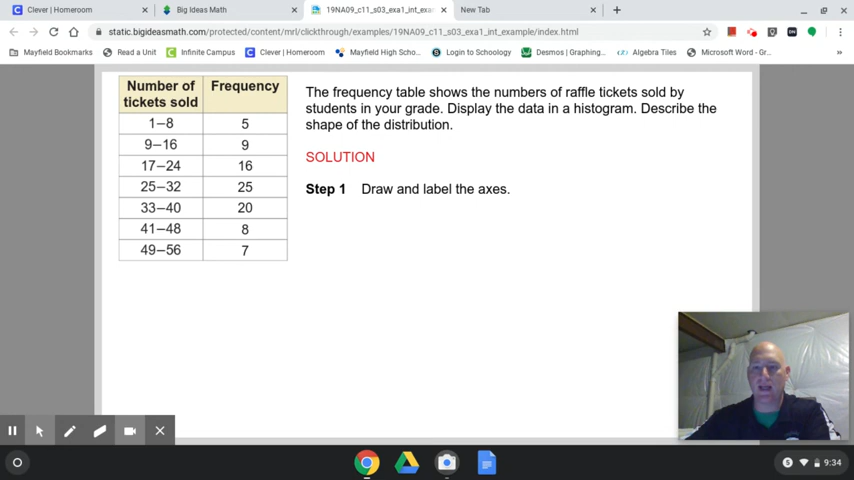 Clever | Homeroom
Big Ideas Math
19NA09_c11_s03_exa1_int_exam
New Tab
static.bigideasmath.com/protected/content/mrl/clickthrough/examples/19NA09_c11_s03_exa1_int_example/index.html
Mayfield Bookmarks
Read a Unit
Infinite Campus
Clever | Homeroom
Mayfield High Scho...
Login to Schoology
Desmos | Graphing...
Algebra Tiles
Microsoft Word - Gr...
Number of tickets sold Frequency
1–8 5
9–16 9
17–24 16
25–32 25
33–40 20
41–48 8
49–56 7
The frequency table shows the numbers of raffle tickets sold by
students in your grade. Display the data in a histogram. Describe the
shape of the distribution.
SOLUTION
Step 1 Draw and label the axes.
9:34